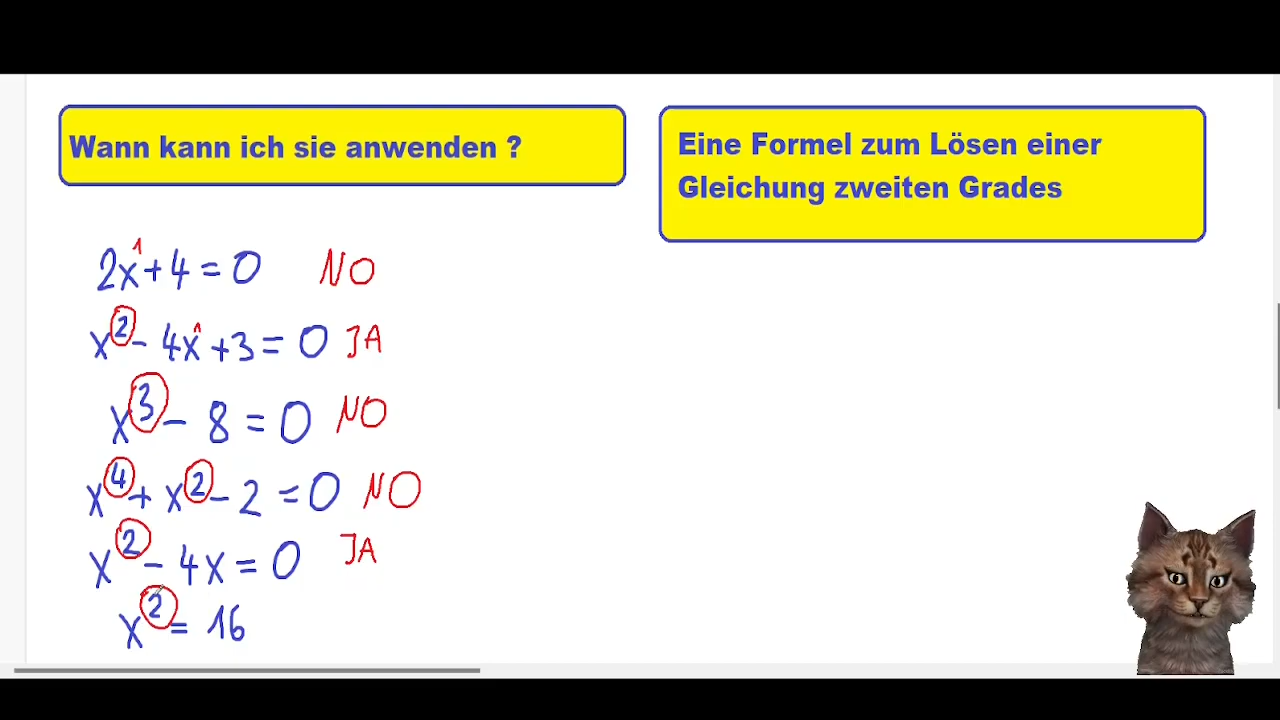 Wann kann ich sie anwenden ?
Eine Formel zum Lösen einer
Gleichung zweiten Grades
2x¹+4=0 NO
x²-4x¹+3=0 JA
x³-8=0 NO
x⁴+x²-2=0 NO
x²-4x=0 JA
x²=16